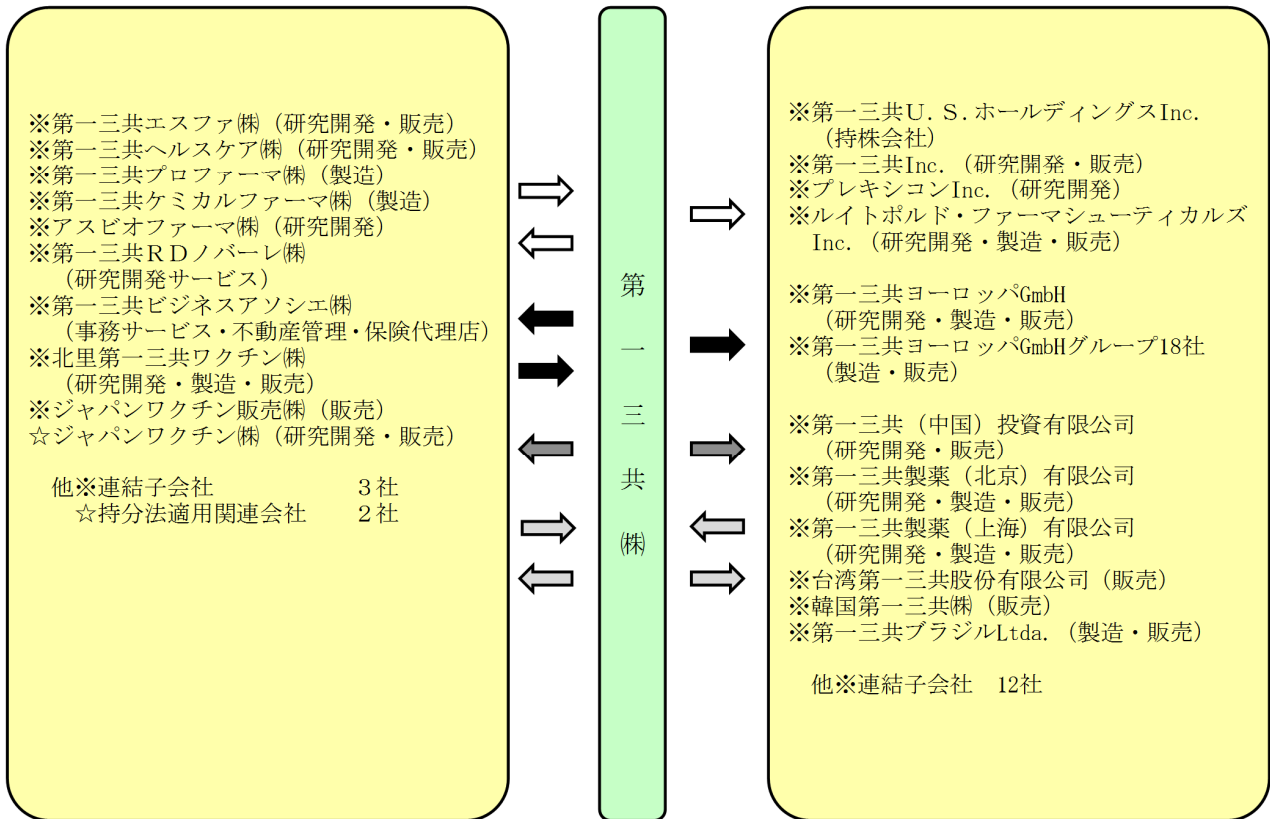 ※第一三共エスファ㈱（研究開発・販売）
※第一三共ヘルスケア㈱（研究開発・販売）
※第一三共プロファーマ㈱（製造）
※第一三共ケミカルファーマ㈱（製造）
※アスビオファーマ㈱（研究開発）
※第一三共ＲＤノバーレ㈱
（研究開発サービス）
※第一三共ビジネスアソシエ㈱
（事務サービス・不動産管理・保険代理店）
※北里第一三共ワクチン㈱
（研究開発・製造・販売）
※ジャパンワクチン販売㈱（販売）
☆ジャパンワクチン㈱（研究開発・販売）
他※連結子会社　３社
☆持分法適用関連会社　２社
第一三共㈱
※第一三共Ｕ．Ｓ．ホールディングスInc.
（持株会社）
※第一三共Inc.（研究開発・販売）
※プレキシコンInc.（研究開発）
※ルイトポルド・ファーマシューティカルズ
Inc.（研究開発・製造・販売）
※第一三共ヨーロッパGmbH
（研究開発・製造・販売）
※第一三共ヨーロッパGmbHグループ18社
（製造・販売）
※第一三共（中国）投資有限公司
（研究開発・販売）
※第一三共製薬（北京）有限公司
（研究開発・製造・販売）
※第一三共製薬（上海）有限公司
（研究開発・製造・販売）
※台湾第一三共股份有限公司（販売）
※韓国第一三共㈱（販売）
※第一三共ブラジルLtda.（製造・販売）
他※連結子会社　12社